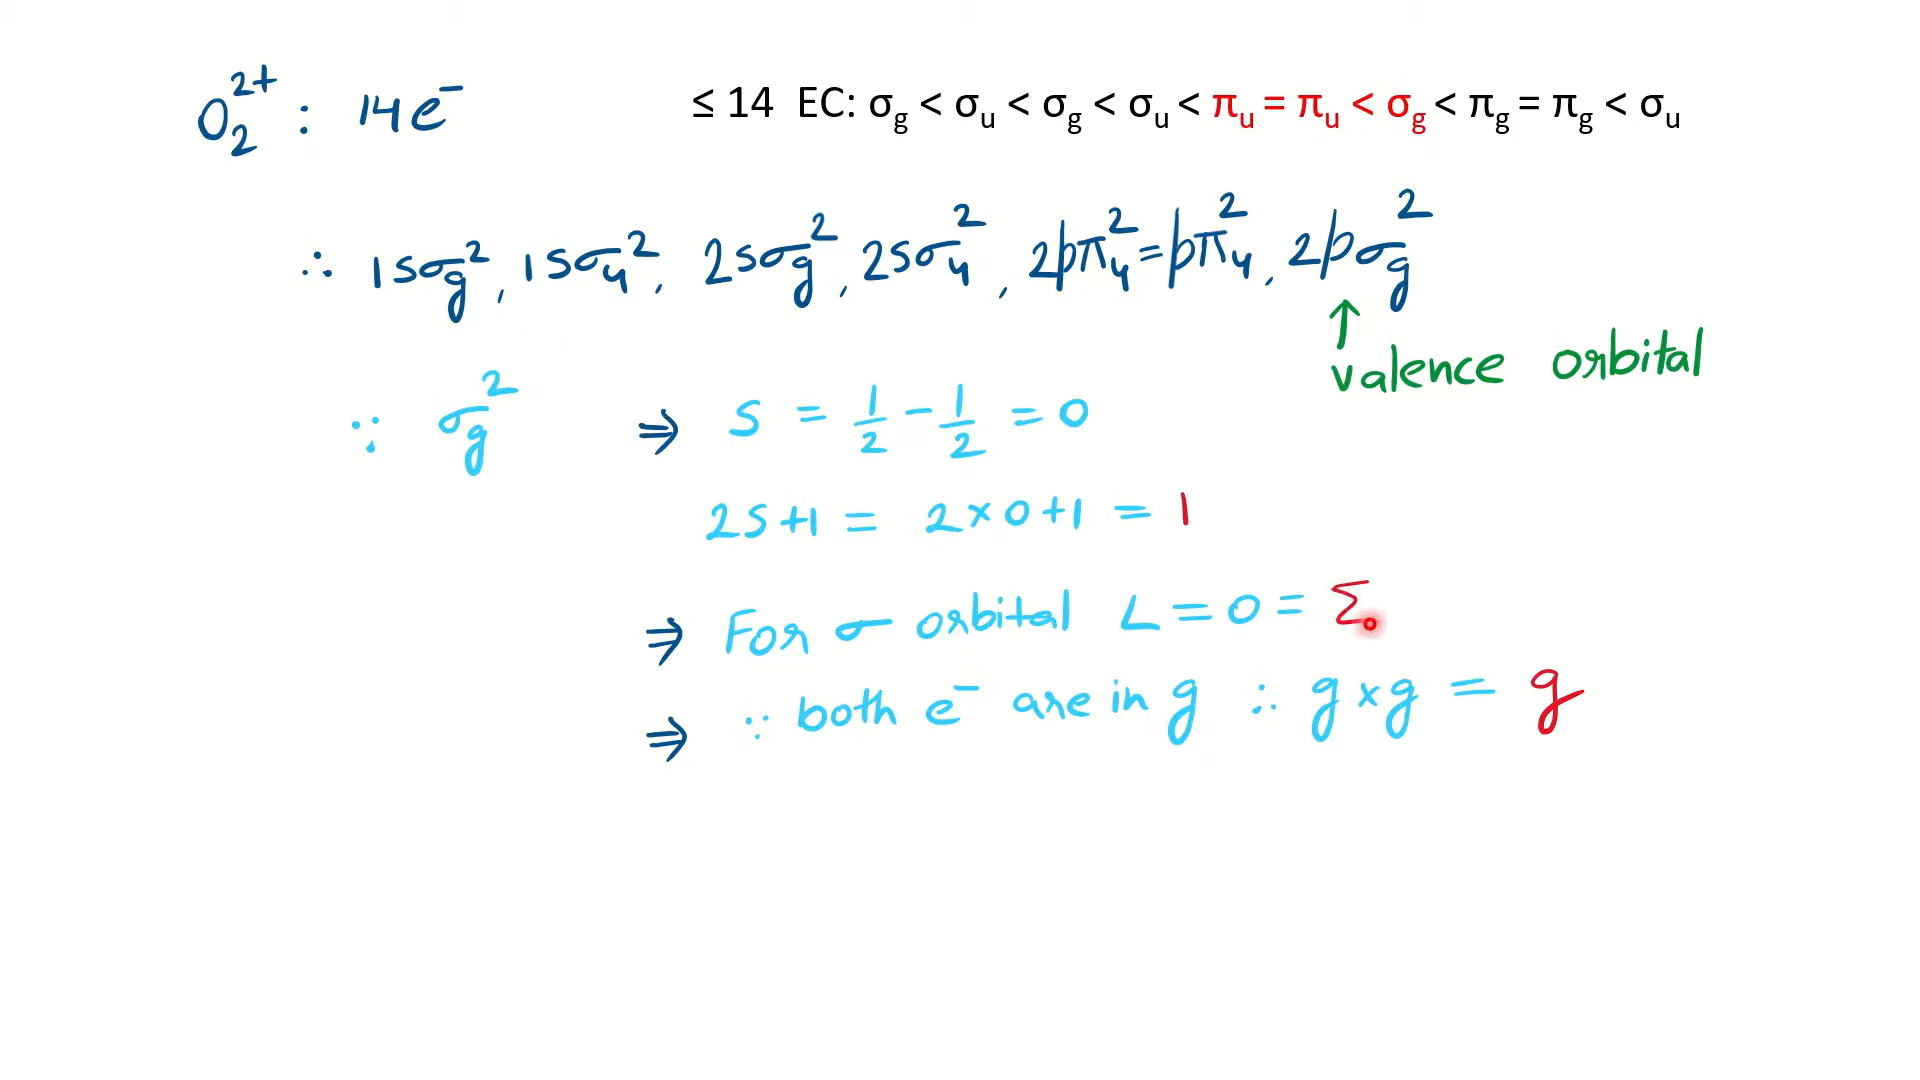 O₂²⁺ : 14e⁻
≤ 14 EC: σg < σu < σg < σu < πu = πu < σg < πg = πg < σu
∴ 1sσg², 1sσu², 2sσg², 2sσu², 2pπu² = pπu², 2pσg²
↑
valence orbital
∵ σg² ⇒ S = 1/2 - 1/2 = 0
2S+1 = 2×0+1 = 1
⇒ For σ orbital L = 0 = Σ
⇒ ∵ both e⁻ are in g ∴ g×g = g